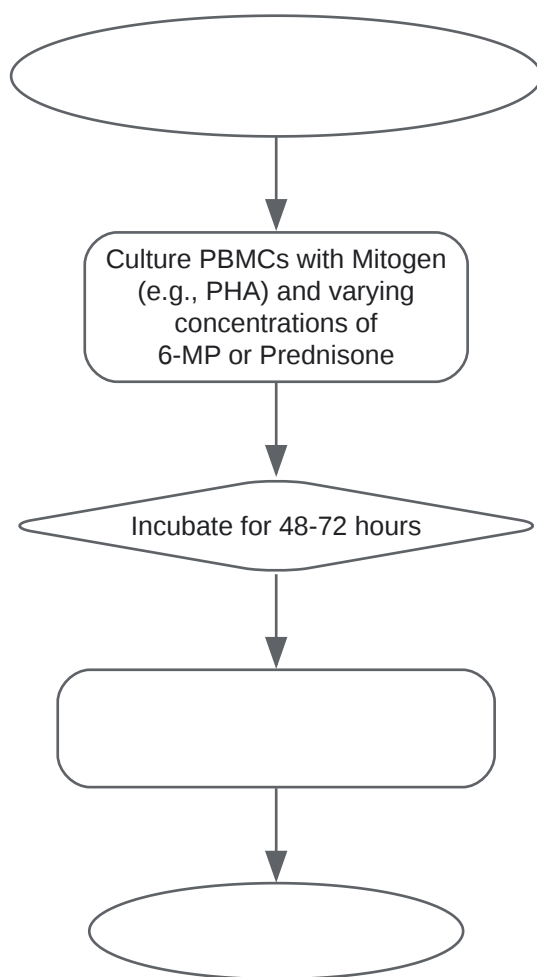 Culture PBMCs with Mitogen
(e.g., PHA) and varying
concentrations of
6-MP or Prednisone
Incubate for 48-72 hours